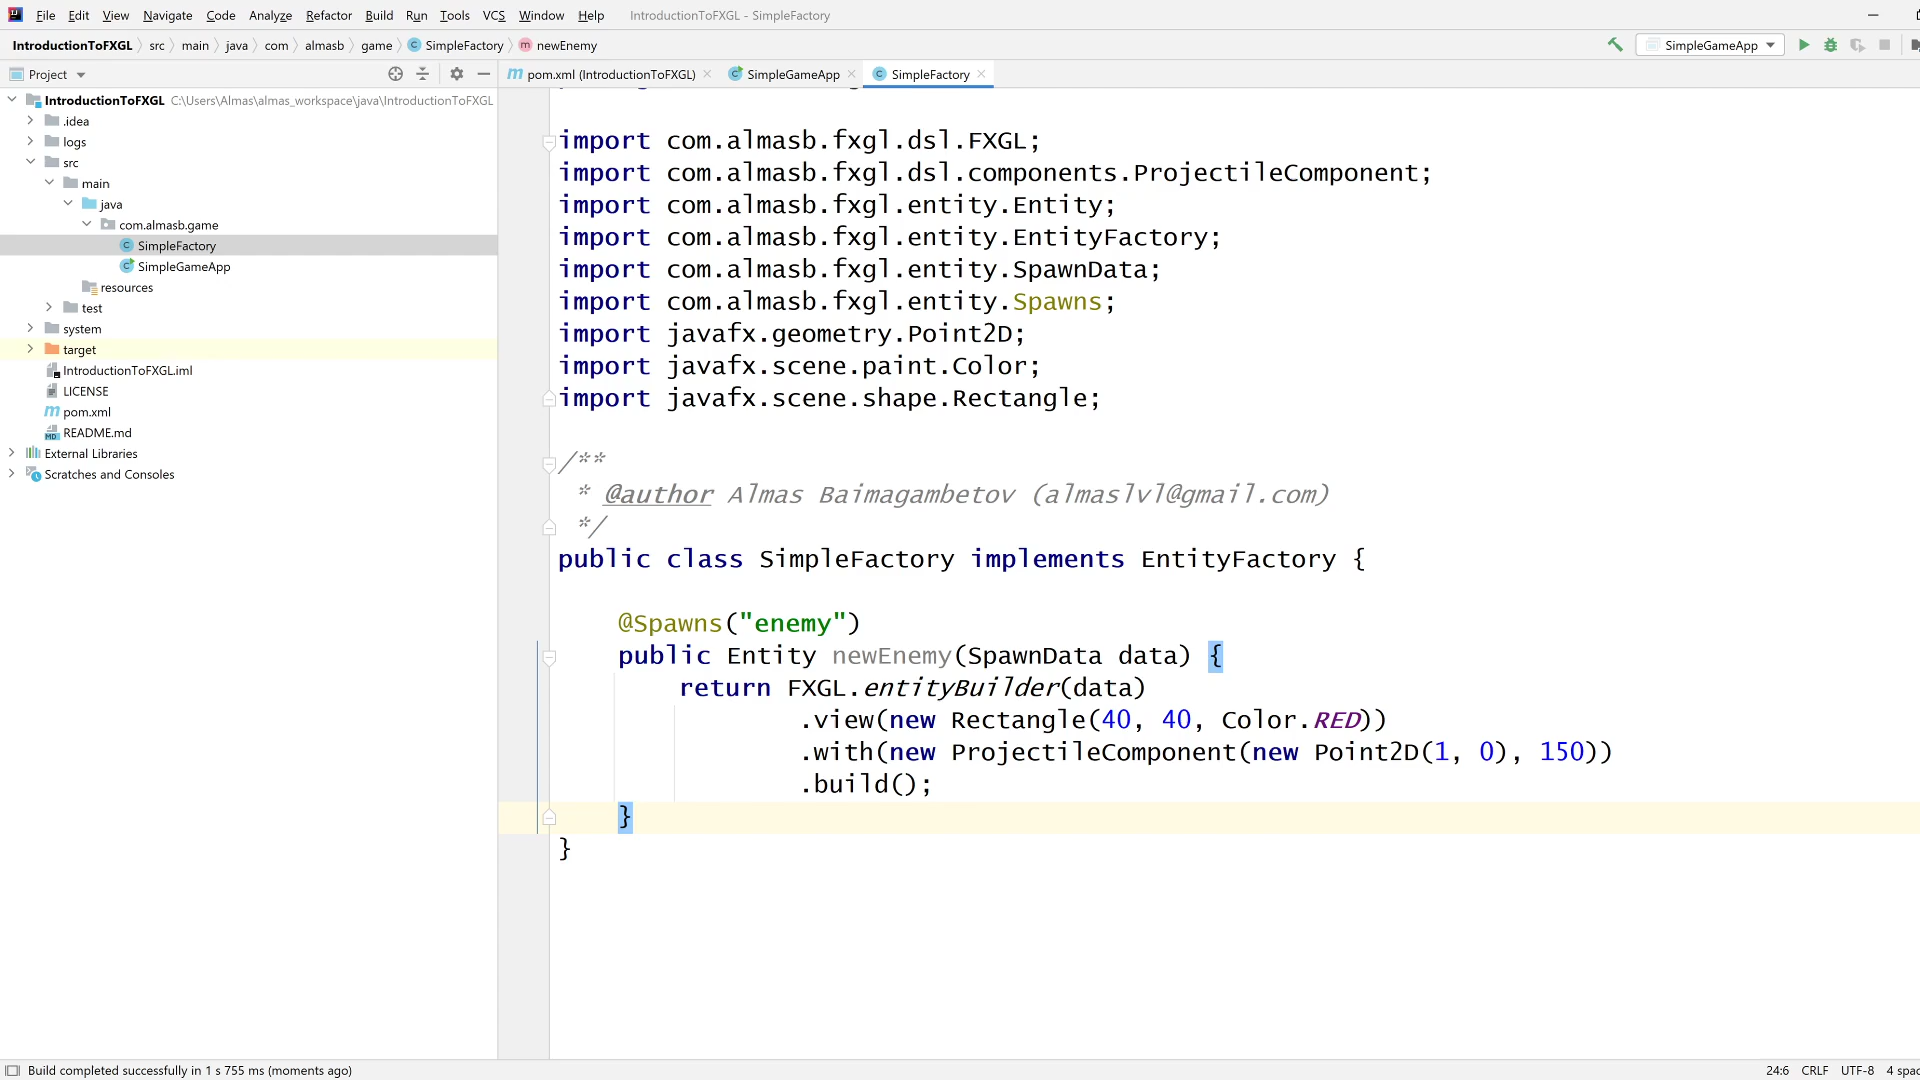 File Edit View Navigate Code Analyze Refactor Build Run Tools VCS Window Help IntroductionToFXGL - SimpleFactory
IntroductionToFXGL src main java com almasb game SimpleFactory newEnemy SimpleGameApp
Project pom.xml (IntroductionToFXGL) SimpleGameApp SimpleFactory
IntroductionToFXGL C:\Users\Almas\almas_workspace\java\IntroductionToFXGL
.idea
logs
src
main
java
com.almasb.game
SimpleFactory
SimpleGameApp
resources
test
system
target
IntroductionToFXGL.iml
LICENSE
pom.xml
README.md
External Libraries
Scratches and Consoles
import com.almasb.fxgl.dsl.FXGL;
import com.almasb.fxgl.dsl.components.ProjectileComponent;
import com.almasb.fxgl.entity.Entity;
import com.almasb.fxgl.entity.EntityFactory;
import com.almasb.fxgl.entity.SpawnData;
import com.almasb.fxgl.entity.Spawns;
import javafx.geometry.Point2D;
import javafx.scene.paint.Color;
import javafx.scene.shape.Rectangle;
/**
* @author Almas Baimagambetov (almaslvl@gmail.com)
*/
public class SimpleFactory implements EntityFactory {
@Spawns("enemy")
public Entity newEnemy(SpawnData data) {
return FXGL.entityBuilder(data)
.view(new Rectangle(40, 40, Color.RED))
.with(new ProjectileComponent(new Point2D(1, 0), 150))
.build();
}
}
Build completed successfully in 1 s 755 ms (moments ago) 24:6 CRLF UTF-8 4 spac